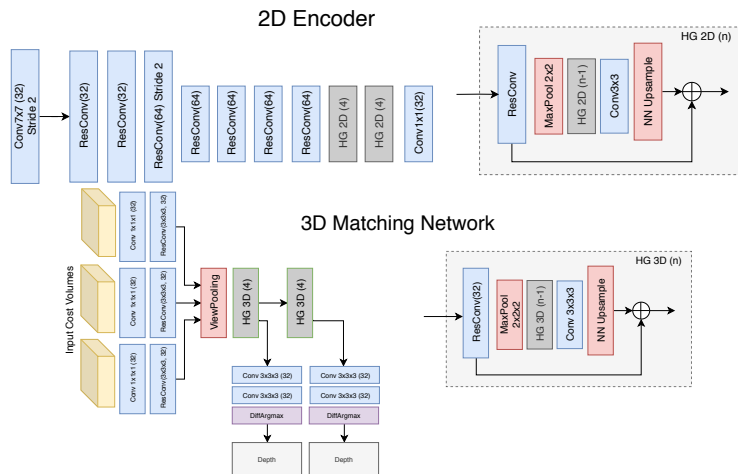 2D Encoder
Conv7x7 (32)
Stride 2
ResConv(32)
ResConv(32)
ResConv(64) Stride 2
ResConv(64)
ResConv(64)
ResConv(64)
ResConv(64)
HG 2D (4)
HG 2D (4)
Conv1x1(32)
HG 2D (n)
ResConv
MaxPool 2x2
HG 2D (n-1)
Conv3x3
NN Upsample
3D Matching Network
Input Cost Volumes
Conv 1x1x1 (32)
ResConv(3x3x3, 32)
Conv 1x1x1 (32)
ResConv(3x3x3, 32)
Conv 1x1x1 (32)
ResConv(3x3x3, 32)
ViewPooling
HG 3D (4)
HG 3D (4)
Conv 3x3x3 (32)
Conv 3x3x3 (32)
DiffArgmax
Depth
Conv 3x3x3 (32)
Conv 3x3x3 (32)
DiffArgmax
Depth
HG 3D (n)
ResConv(32)
MaxPool
2x2x2
HG 3D (n-1)
Conv 3x3x3
NN Upsample